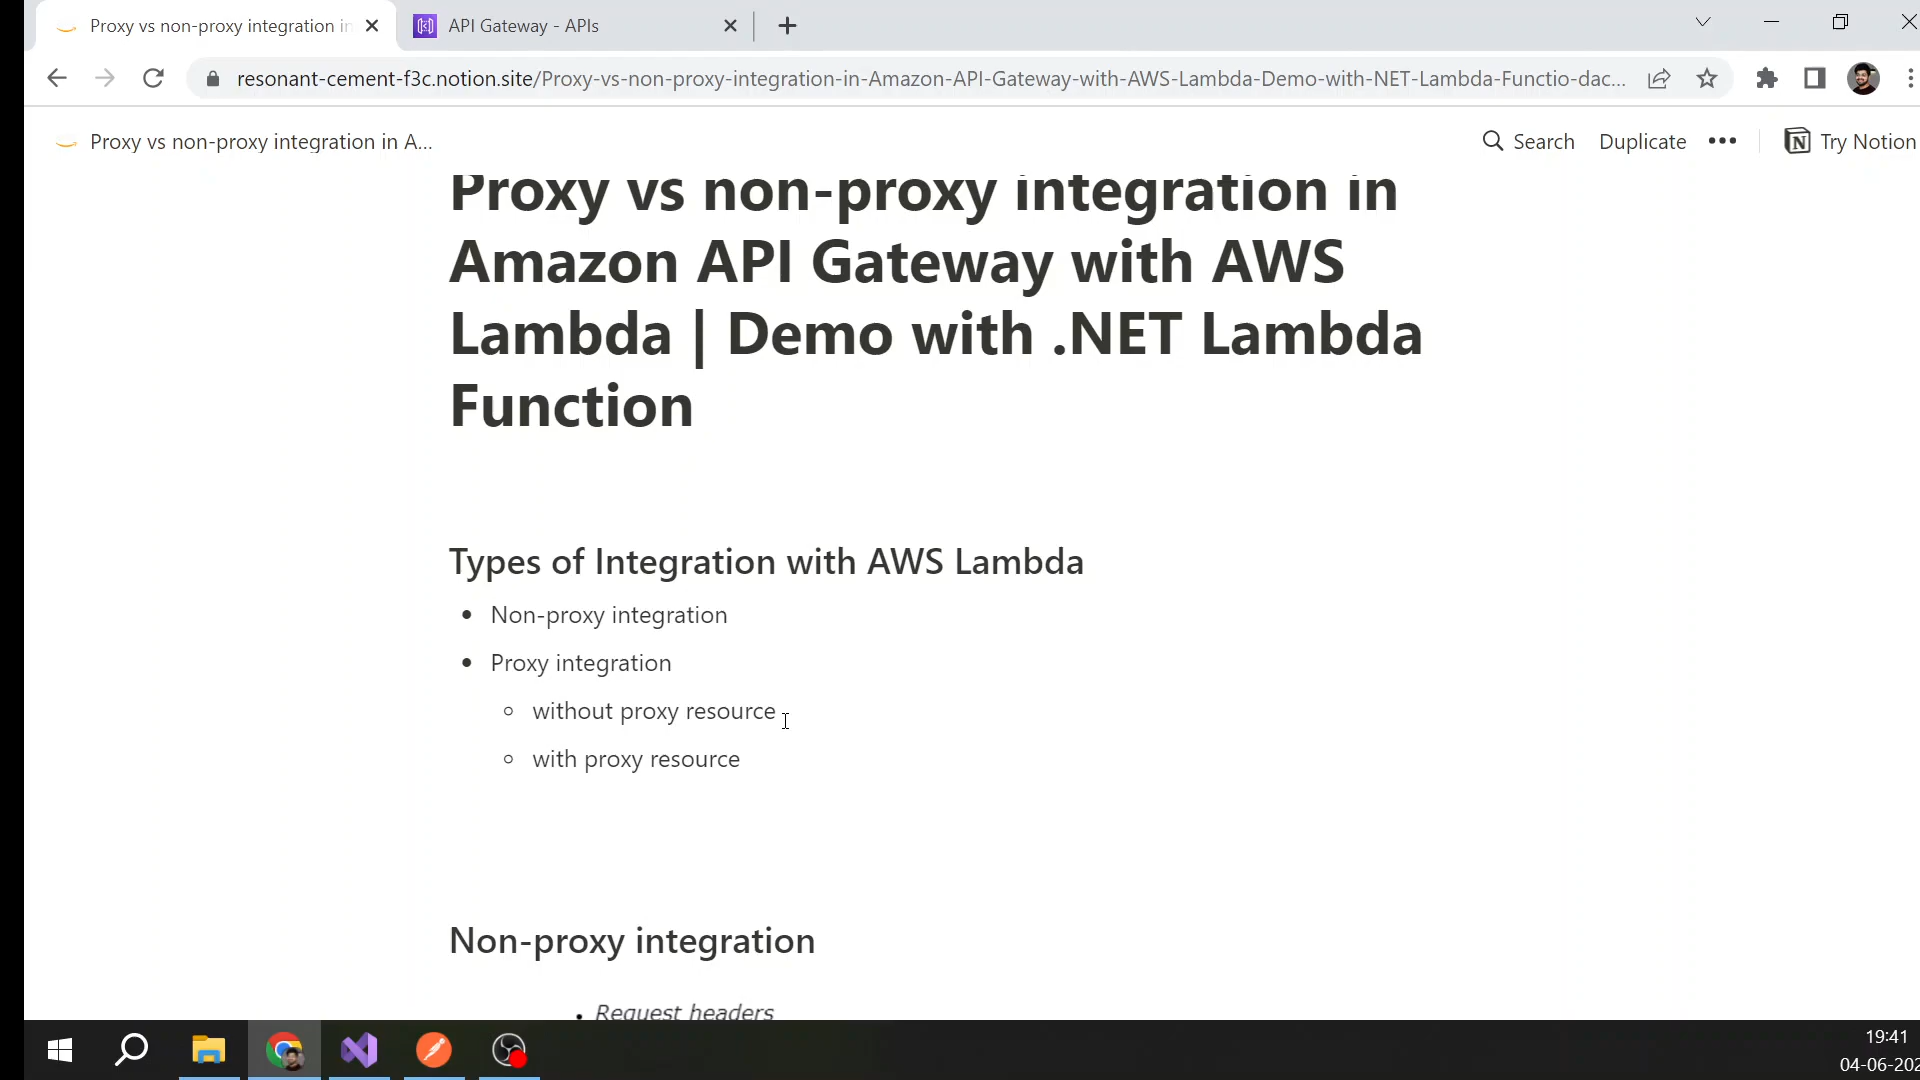 Proxy vs non-proxy integration in
API Gateway - APIs
resonant-cement-f3c.notion.site/Proxy-vs-non-proxy-integration-in-Amazon-API-Gateway-with-AWS-Lambda-Demo-with-NET-Lambda-Functio-dac...
Proxy vs non-proxy integration in A...
Search Duplicate ••• Try Notion
Proxy vs non-proxy integration in
Amazon API Gateway with AWS
Lambda | Demo with .NET Lambda
Function
Types of Integration with AWS Lambda
• Non-proxy integration
• Proxy integration
◦ without proxy resource
◦ with proxy resource
Non-proxy integration
• Request headers
19:41
04-06-202